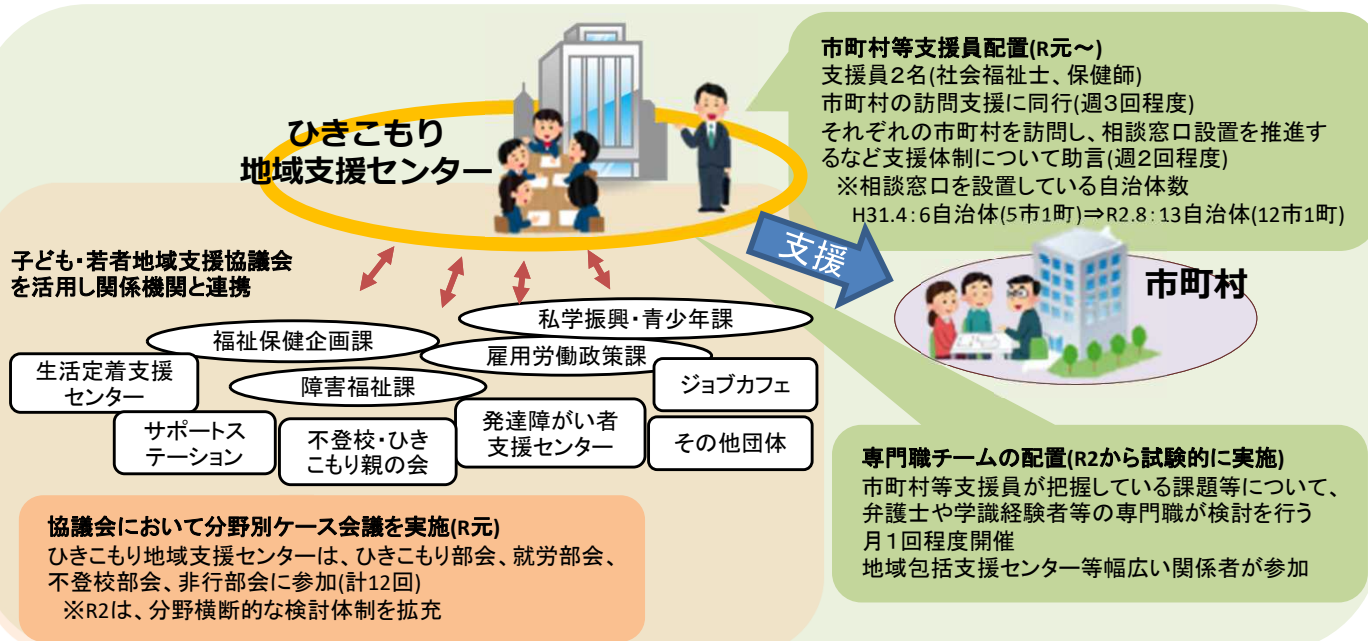 ひきこもり
地域支援センター
市町村等支援員配置(R元～)
支援員２名(社会福祉士、保健師)
市町村の訪問支援に同行(週３回程度)
それぞれの市町村を訪問し、相談窓口設置を推進す
るなど支援体制について助言(週２回程度)
※相談窓口を設置している自治体数
H31.4：6自治体(5市1町)⇒R2.8：13自治体(12市1町)
支援
市町村
子ども・若者地域支援協議会
を活用し関係機関と連携
私学振興・青少年課
福祉保健企画課
雇用労働政策課
生活定着支援
センター
障害福祉課
ジョブカフェ
サポートス
テーション
不登校・ひき
こもり親の会
発達障がい者
支援センター
その他団体
専門職チームの配置(R2から試験的に実施)
市町村等支援員が把握している課題等について、
弁護士や学識経験者等の専門職が検討を行う
月１回程度開催
地域包括支援センター等幅広い関係者が参加
協議会において分野別ケース会議を実施(R元)
ひきこもり地域支援センターは、ひきこもり部会、就労部会、
不登校部会、非行部会に参加(計12回)
※R2は、分野横断的な検討体制を拡充